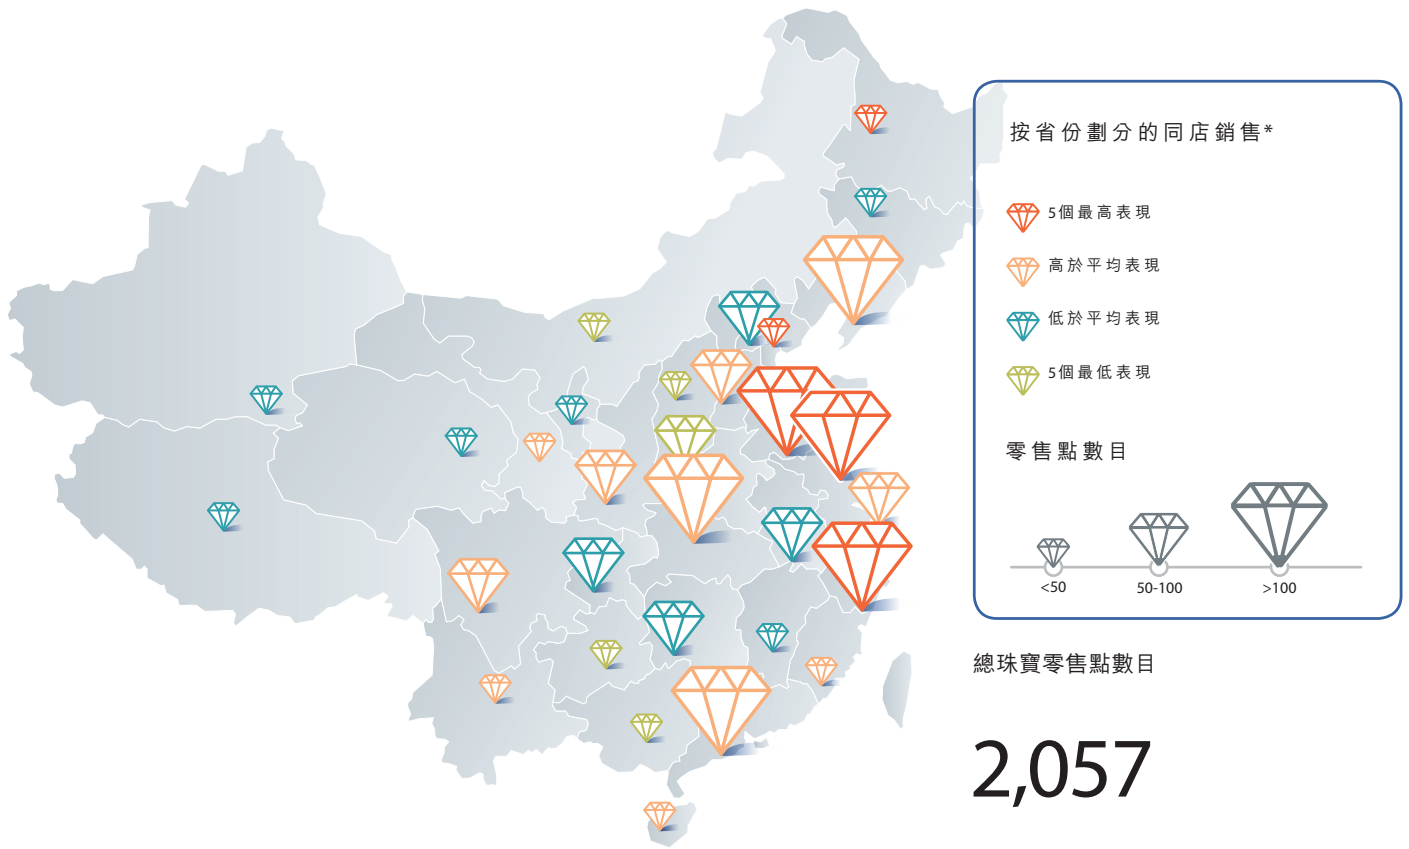 按省份劃分的同店銷售*
5個最高表現
高於平均表現
低於平均表現
5個最低表現
零售點數目
<50 50-100 >100
總珠寶零售點數目
2,057